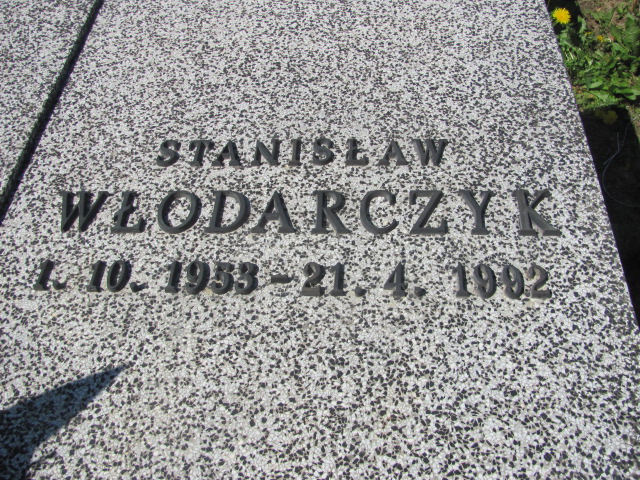 STANISŁAW
WŁODARCZYK
1. 10. 1953 - 21. 4. 1992